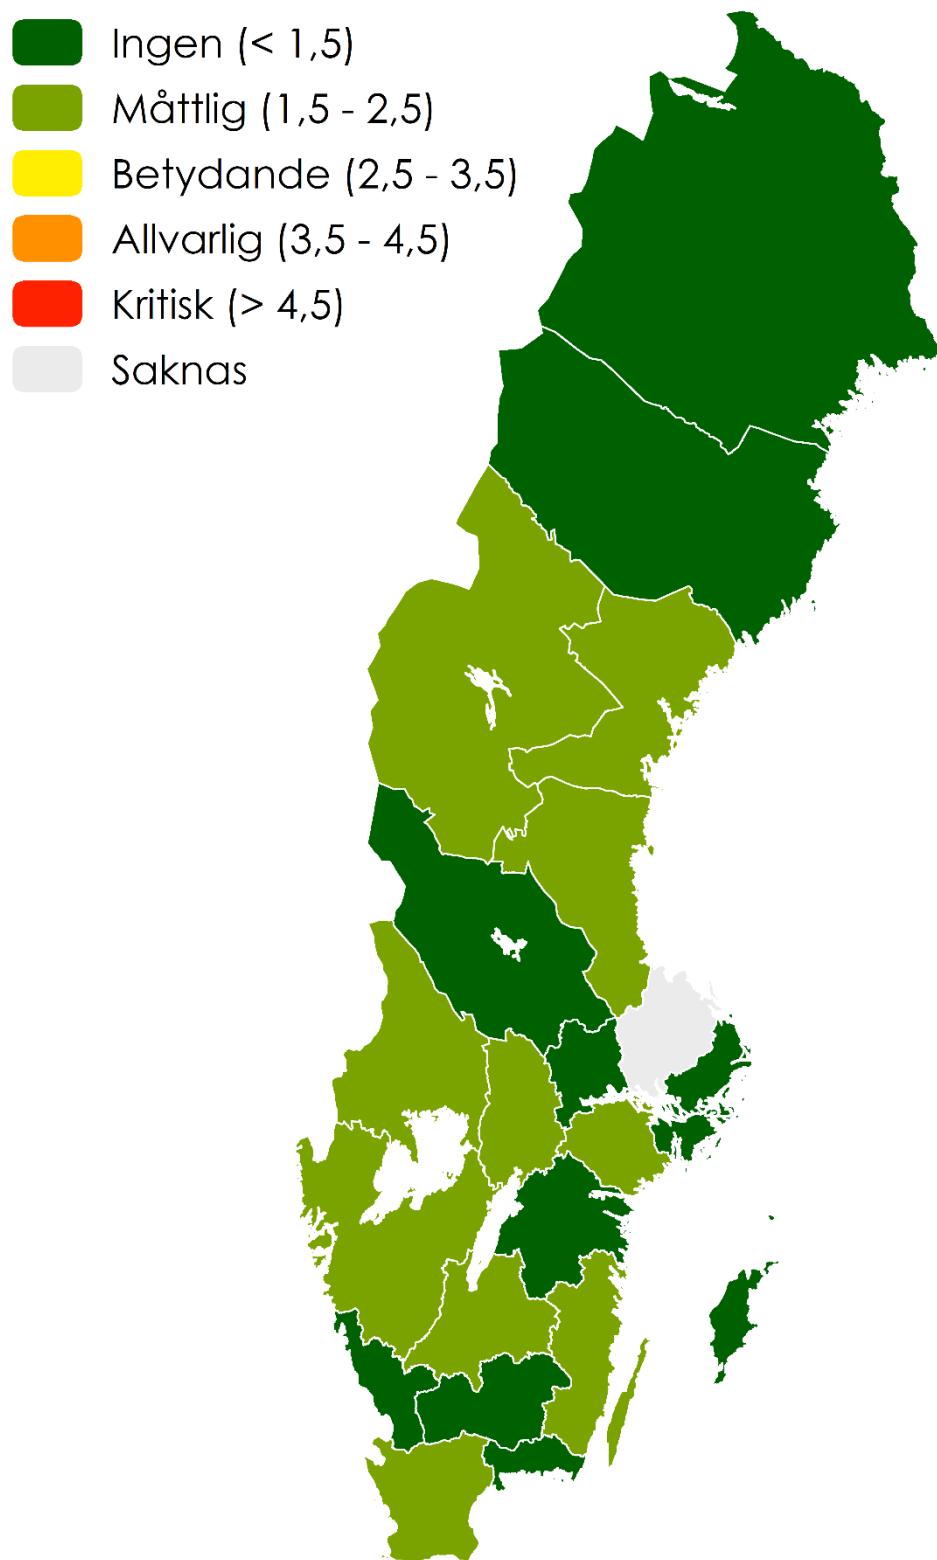 Ingen (< 1,5)
Måttlig (1,5 - 2,5)
Betydande (2,5 - 3,5)
Allvarlig (3,5 - 4,5)
Kritisk (> 4,5)
Saknas